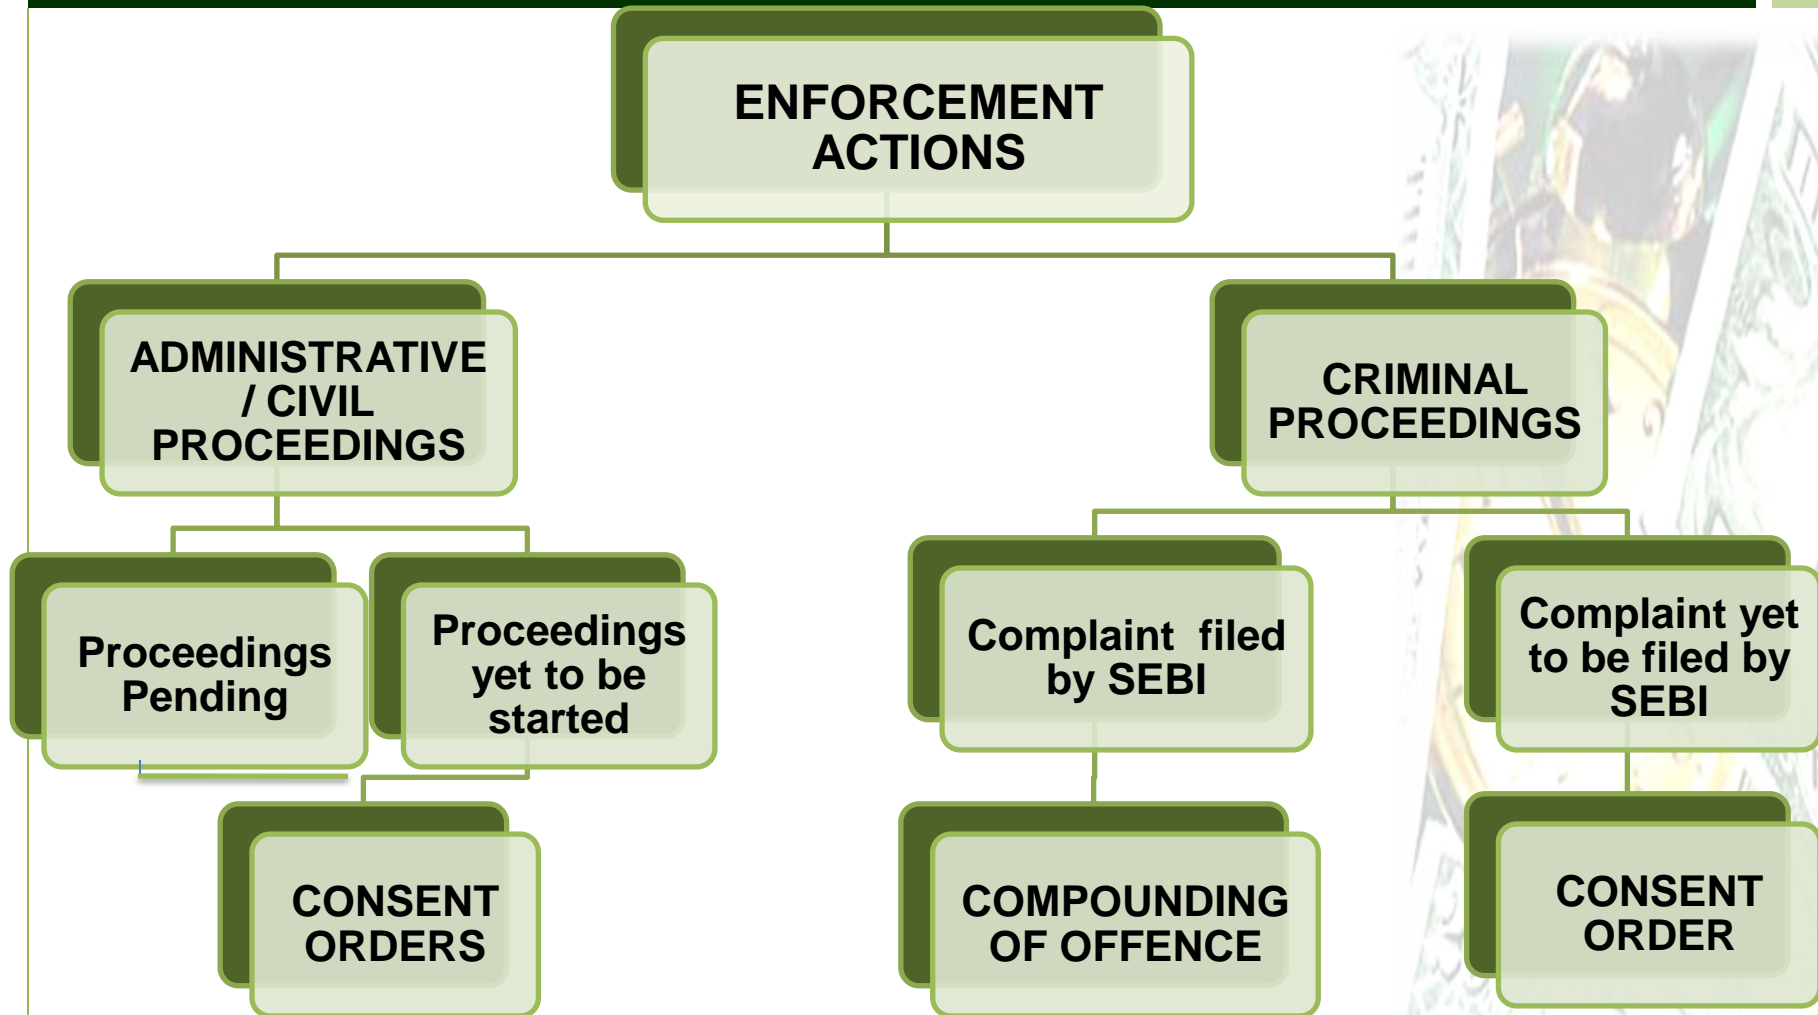 ENFORCEMENT
ACTIONS
ADMINISTRATIVE
/ CIVIL
PROCEEDINGS
CRIMINAL
PROCEEDINGS
Proceedings
Pending
Proceedings
yet to be
started
Complaint filed
by SEBI
Complaint yet
to be filed by
SEBI
CONSENT
ORDERS
COMPOUNDING
OF OFFENCE
CONSENT
ORDER